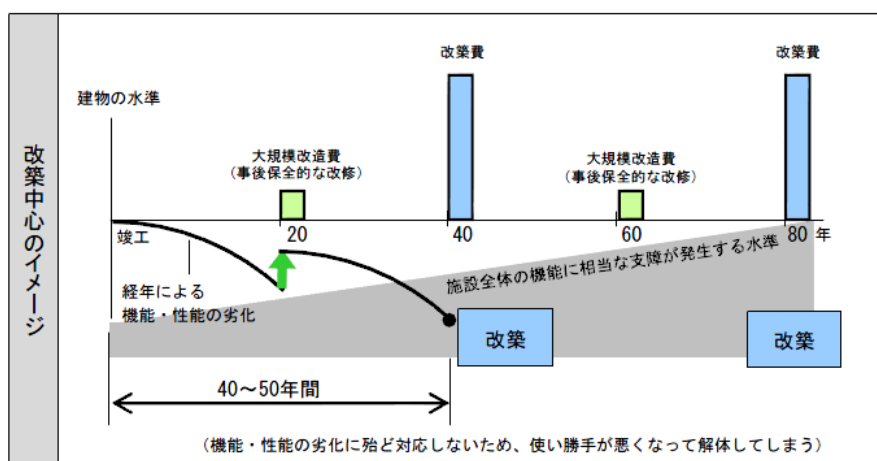 改築中心のイメージ
改築費
改築費
建物の水準
大規模改造費
(事後保全的な改修)
大規模改造費
(事後保全的な改修)
竣工
20
40
60
80 年
施設全体の機能に相当な支障が発生する水準
経年による
機能・性能の劣化
改築
改築
40～50年間
(機能・性能の劣化に殆ど対応しないため、使い勝手が悪くなって解体してしまう)